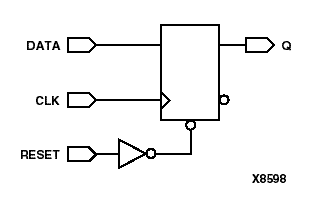 DATA
Q
CLK
RESET
X8598